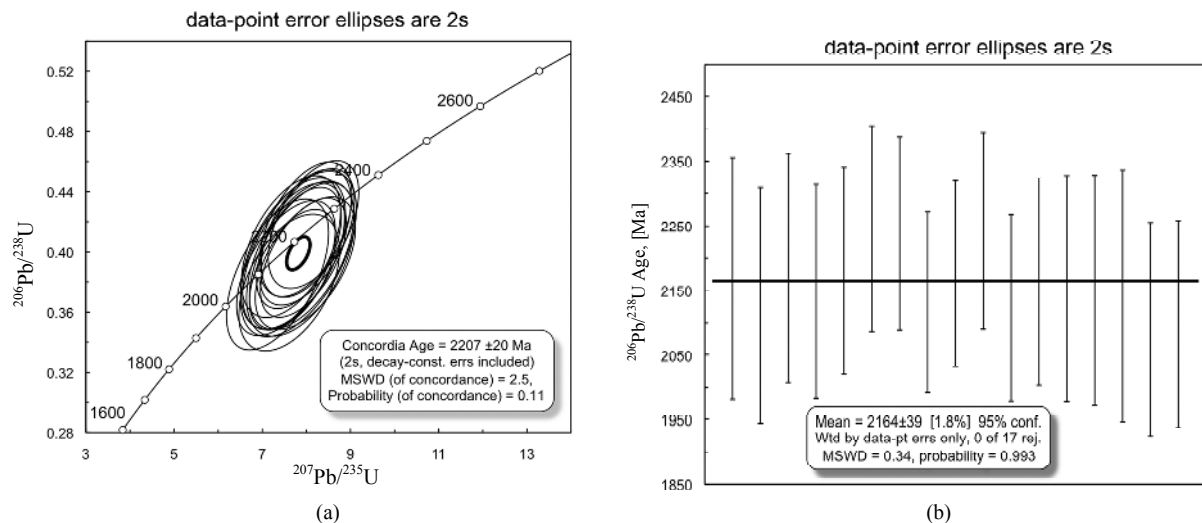 data-point error ellipses are 2s
0.52
0.48
0.44
0.40
0.36
0.32
0.28
206Pb/238U
2600
2400
2200
2000
1800
1600
Concordia Age = 2207 ±20 Ma
(2s, decay-const. errs included)
MSWD (of concordance) = 2.5,
Probability (of concordance) = 0.11
3 5 7 9 11 13
207Pb/235U
(a)
data-point error ellipses are 2s
2450
2350
2250
2150
2050
1950
1850
206Pb/238U Age, [Ma]
Mean = 2164±39 [1.8%] 95% conf.
Wtd by data-pt errs only, 0 of 17 rej.
MSWD = 0.34, probability = 0.993
(b)